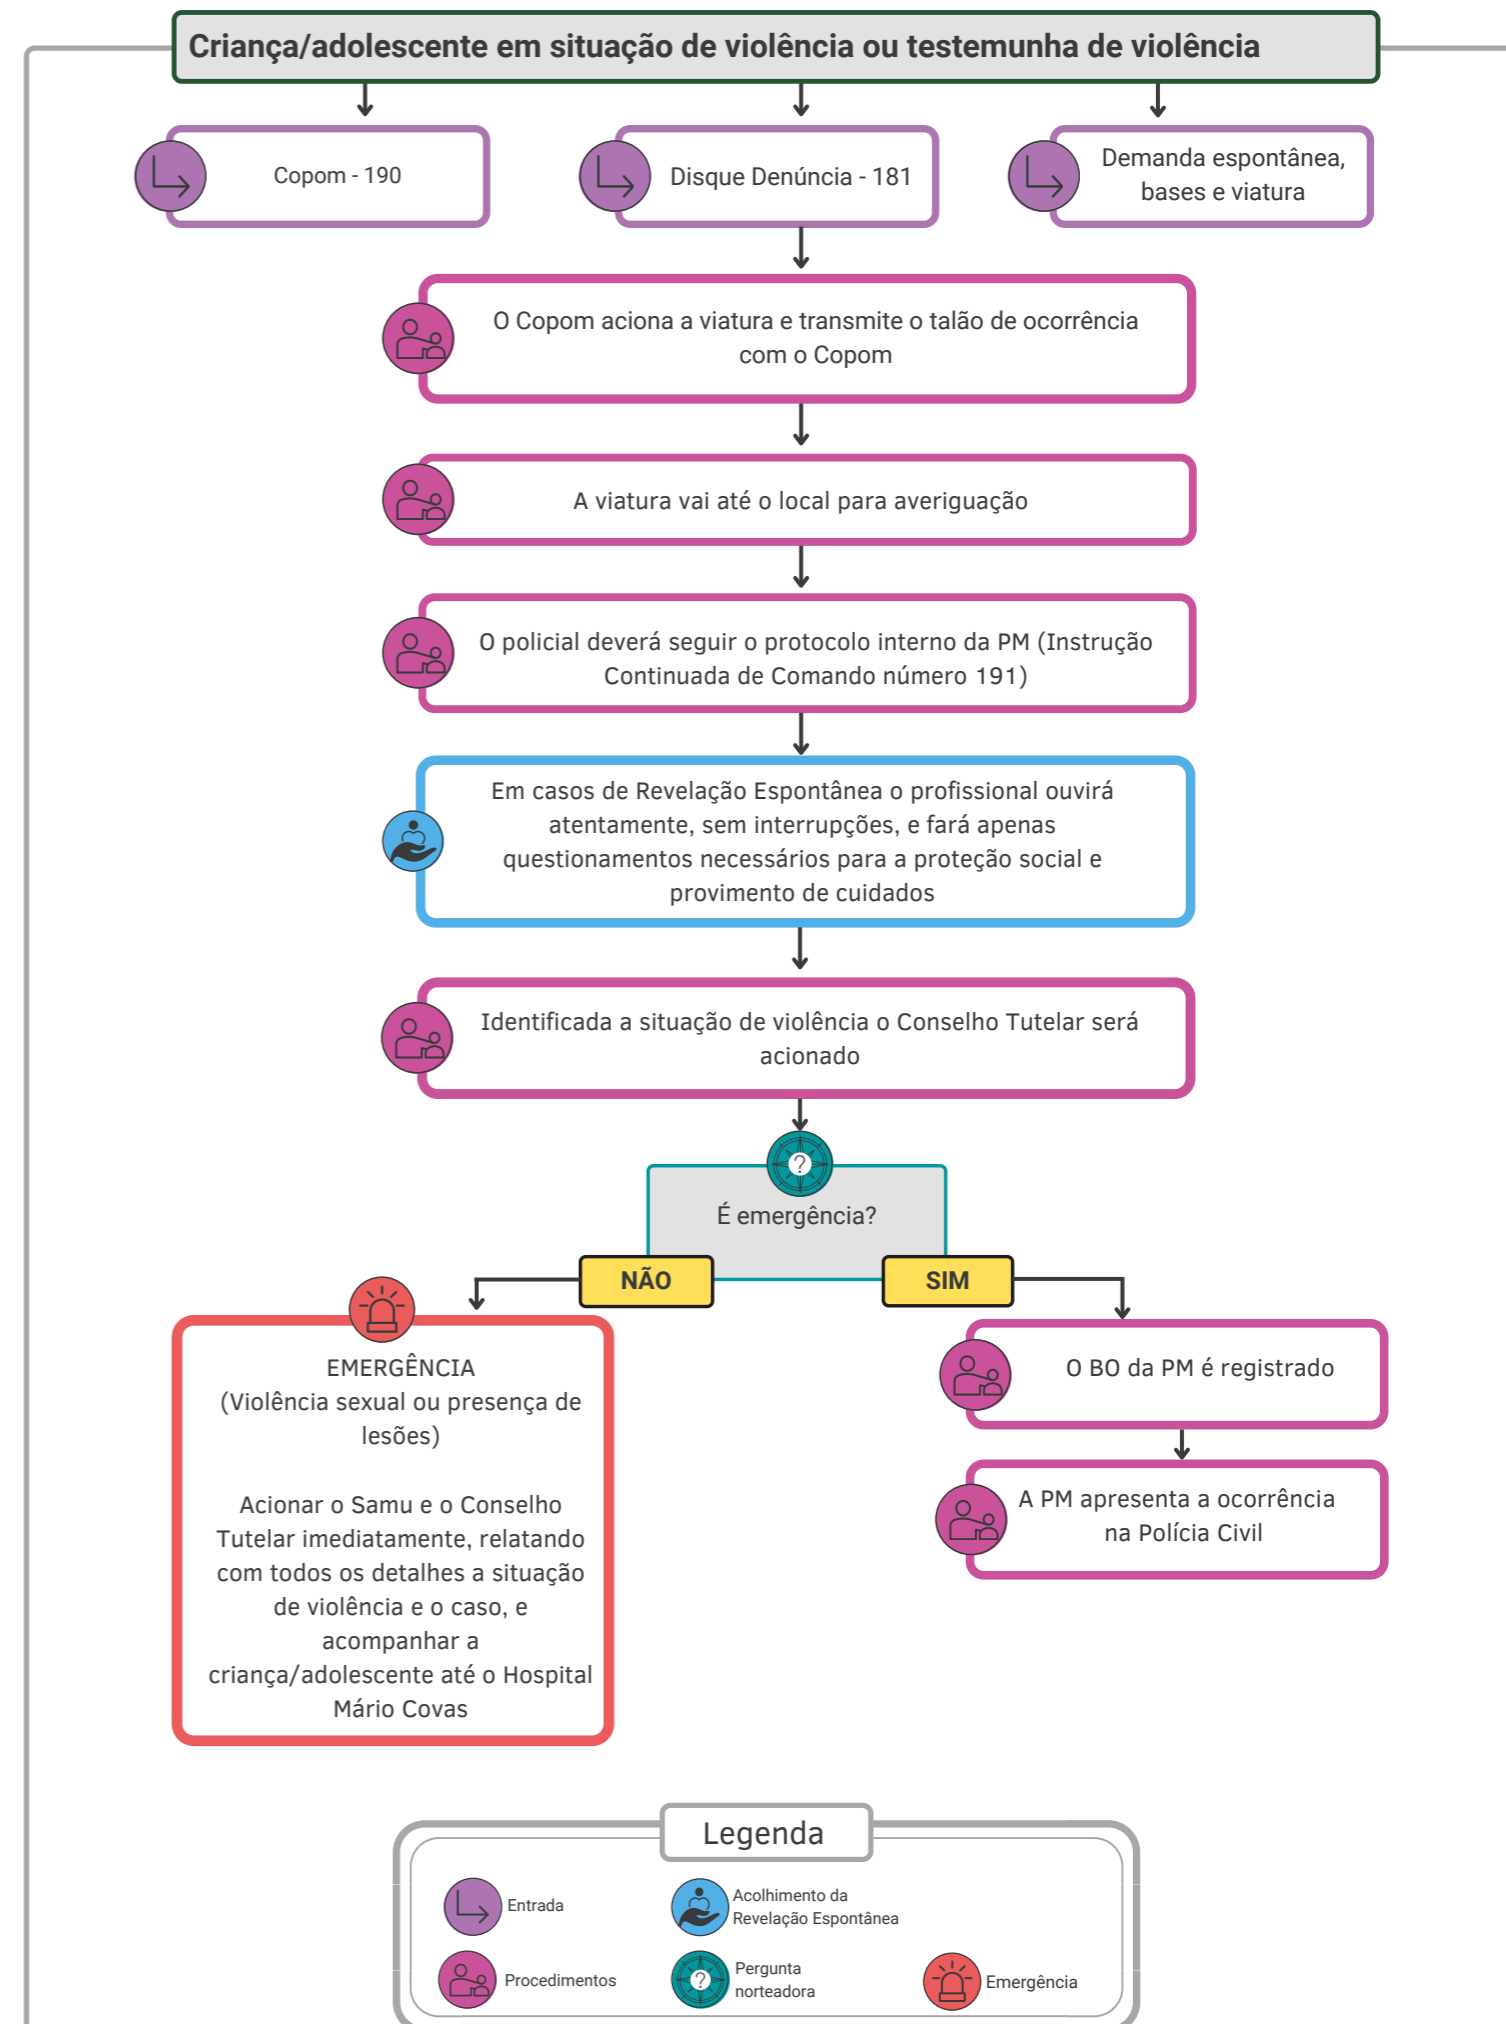 Criança/adolescente em situação de violência ou testemunha de violência
Copom - 190
Disque Denúncia - 181
Demanda espontânea,
bases e viatura
O Copom aciona a viatura e transmite o talão de ocorrência
com o Copom
A viatura vai até o local para averiguação
O policial deverá seguir o protocolo interno da PM (Instrução
Continuada de Comando número 191)
Em casos de Revelação Espontânea o profissional ouvirá
atentamente, sem interrupções, e fará apenas
questionamentos necessários para a proteção social e
provimento de cuidados
Identificada a situação de violência o Conselho Tutelar será
acionado
?
É emergência?
NÃO
SIM
EMERGÊNCIA
(Violência sexual ou presença de
lesões)
Acionar o Samu e o Conselho
Tutelar imediatamente, relatando
com todos os detalhes a situação
de violência e o caso, e
acompanhar a
criança/adolescente até o Hospital
Mário Covas
O BO da PM é registrado
A PM apresenta a ocorrência
na Polícia Civil
Legenda
Entrada
Acolhimento da
Revelação Espontânea
Procedimentos
?
Pergunta
norteadora
Emergência